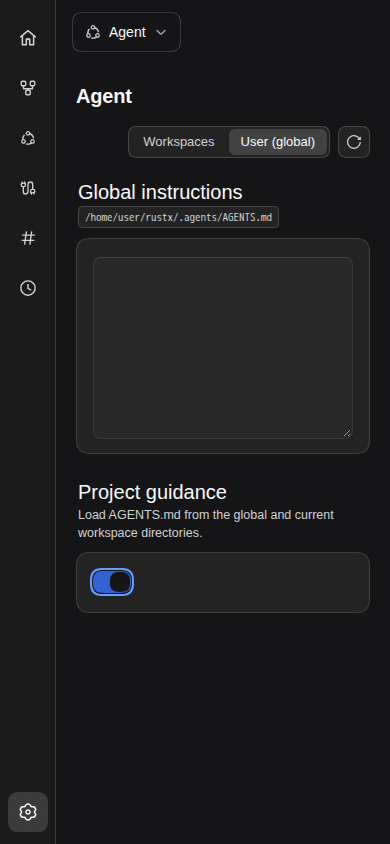 Agent
Agent
Workspaces
User (global)
Global instructions
/home/user/rustx/.agents/AGENTS.md
Project guidance
Load AGENTS.md from the global and current
workspace directories.